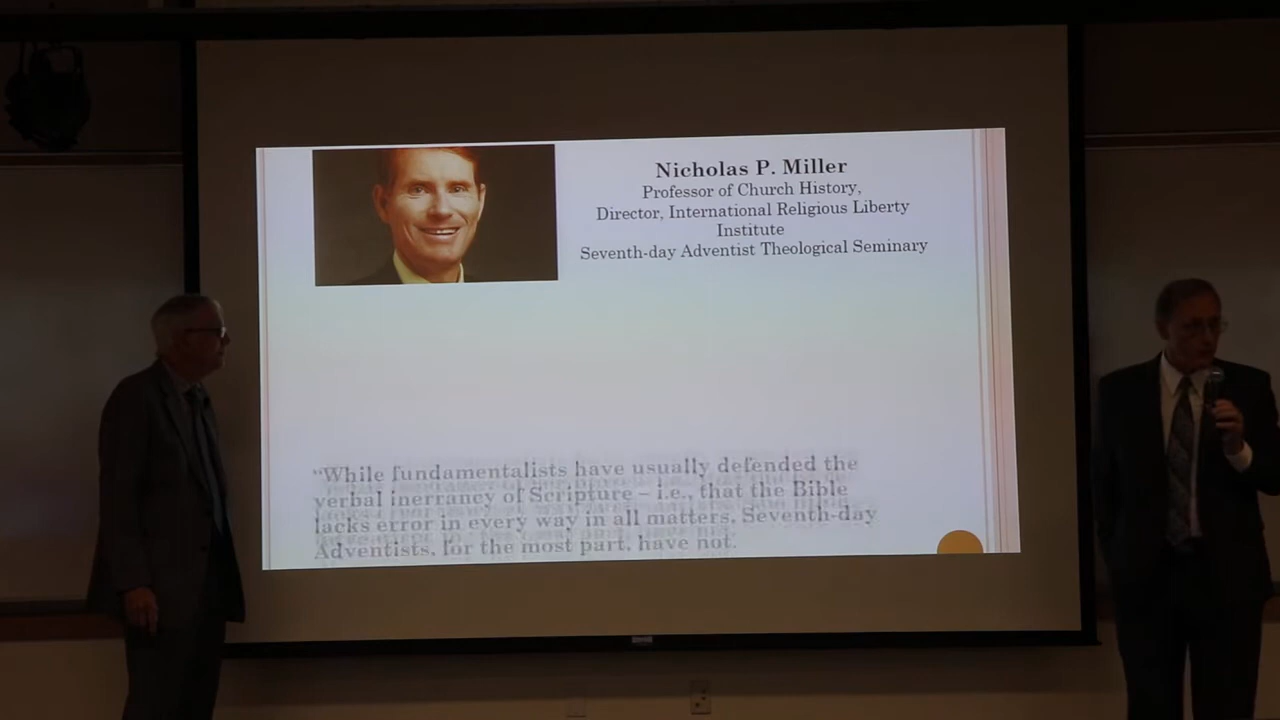 Nicholas P. Miller
Professor of Church History,
Director, International Religious Liberty
Institute
Seventh-day Adventist Theological Seminary
“While fundamentalists have usually defended the
verbal inerrancy of Scripture – i.e., that the Bible
lacks error in every way in all matters, Seventh-day
Adventists, for the most part, have not.